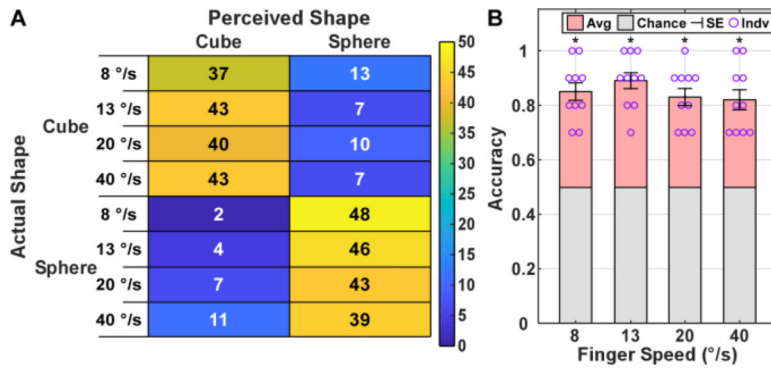 A
Perceived Shape
Cube Sphere
Actual Shape
Cube
8 °/s 37 13
13 °/s 43 7
20 °/s 40 10
40 °/s 43 7
Sphere
8 °/s 2 48
13 °/s 4 46
20 °/s 7 43
40 °/s 11 39
50
45
40
35
30
25
20
15
10
5
0
B
Avg Chance SE Indv
* * * *
Accuracy
1
0.8
0.6
0.4
0.2
0
8 13 20 40
Finger Speed (°/s)